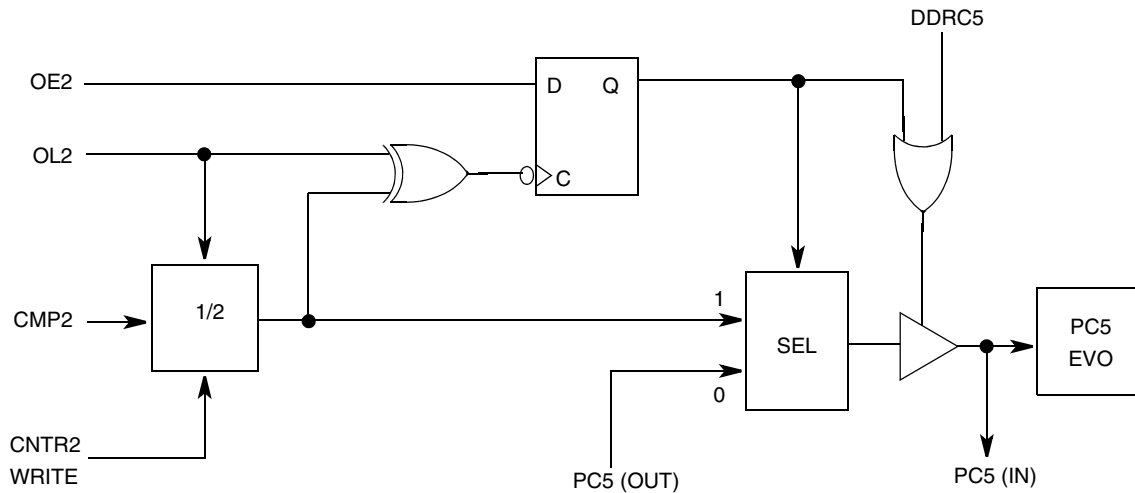 DDRC5
OE2
D Q
OL2
C
1/2
CMP2
1
SEL
PC5
EVO
0
CNTR2
WRITE
PC5 (OUT)
PC5 (IN)